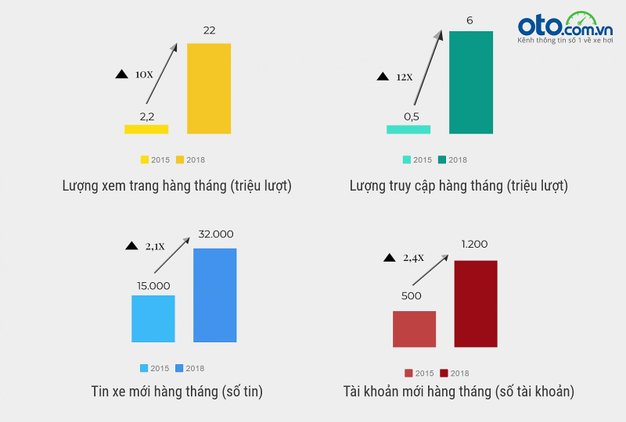 oto.com.vn
Kênh thông tin số 1 về xe hơi
22
▲ 10x
2,2
2015 2018
Lượng xem trang hàng tháng (triệu lượt)
6
▲ 12x
0,5
2015 2018
Lượng truy cập hàng tháng (triệu lượt)
32.000
▲ 2,1x
15.000
2015 2018
Tin xe mới hàng tháng (số tin)
1.200
▲ 2,4x
500
2015 2018
Tài khoản mới hàng tháng (số tài khoản)